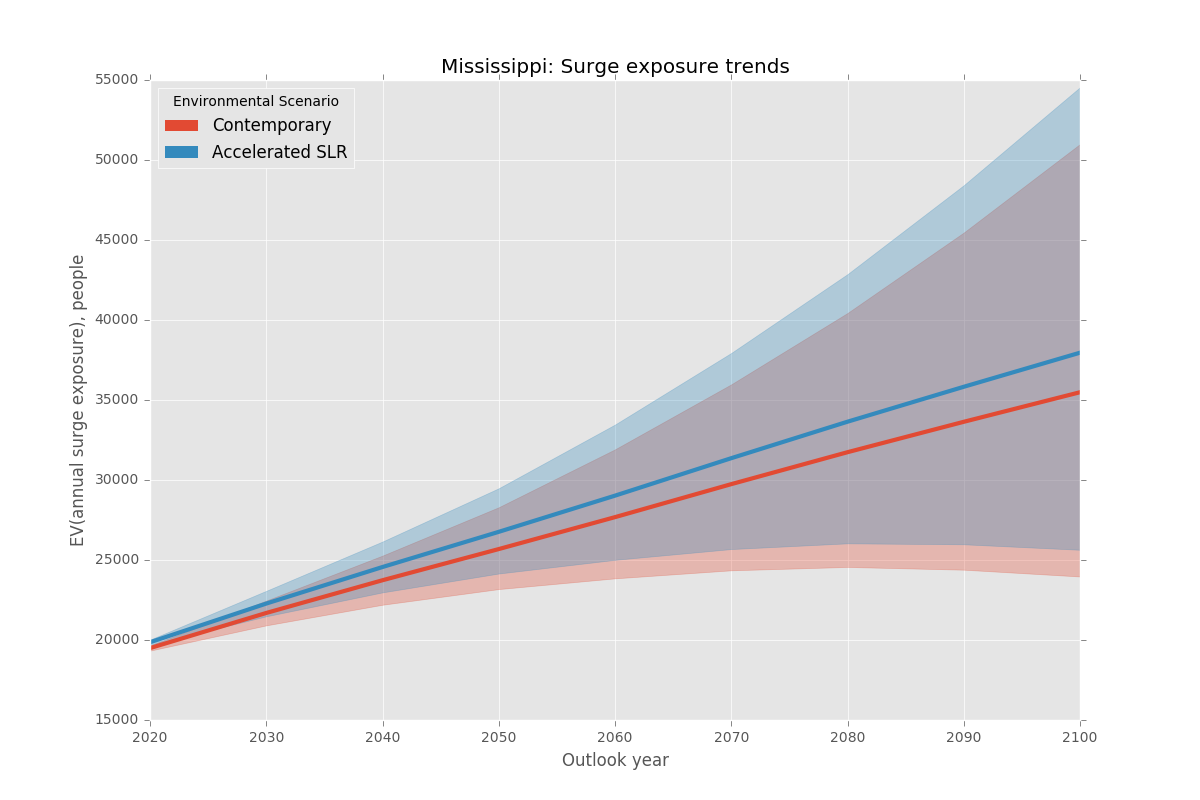 Mississippi: Surge exposure trends
Environmental Scenario
Contemporary
Accelerated SLR
EV(annual surge exposure), people
55000
50000
45000
40000
35000
30000
25000
20000
15000
2020 2030 2040 2050 2060 2070 2080 2090 2100
Outlook year